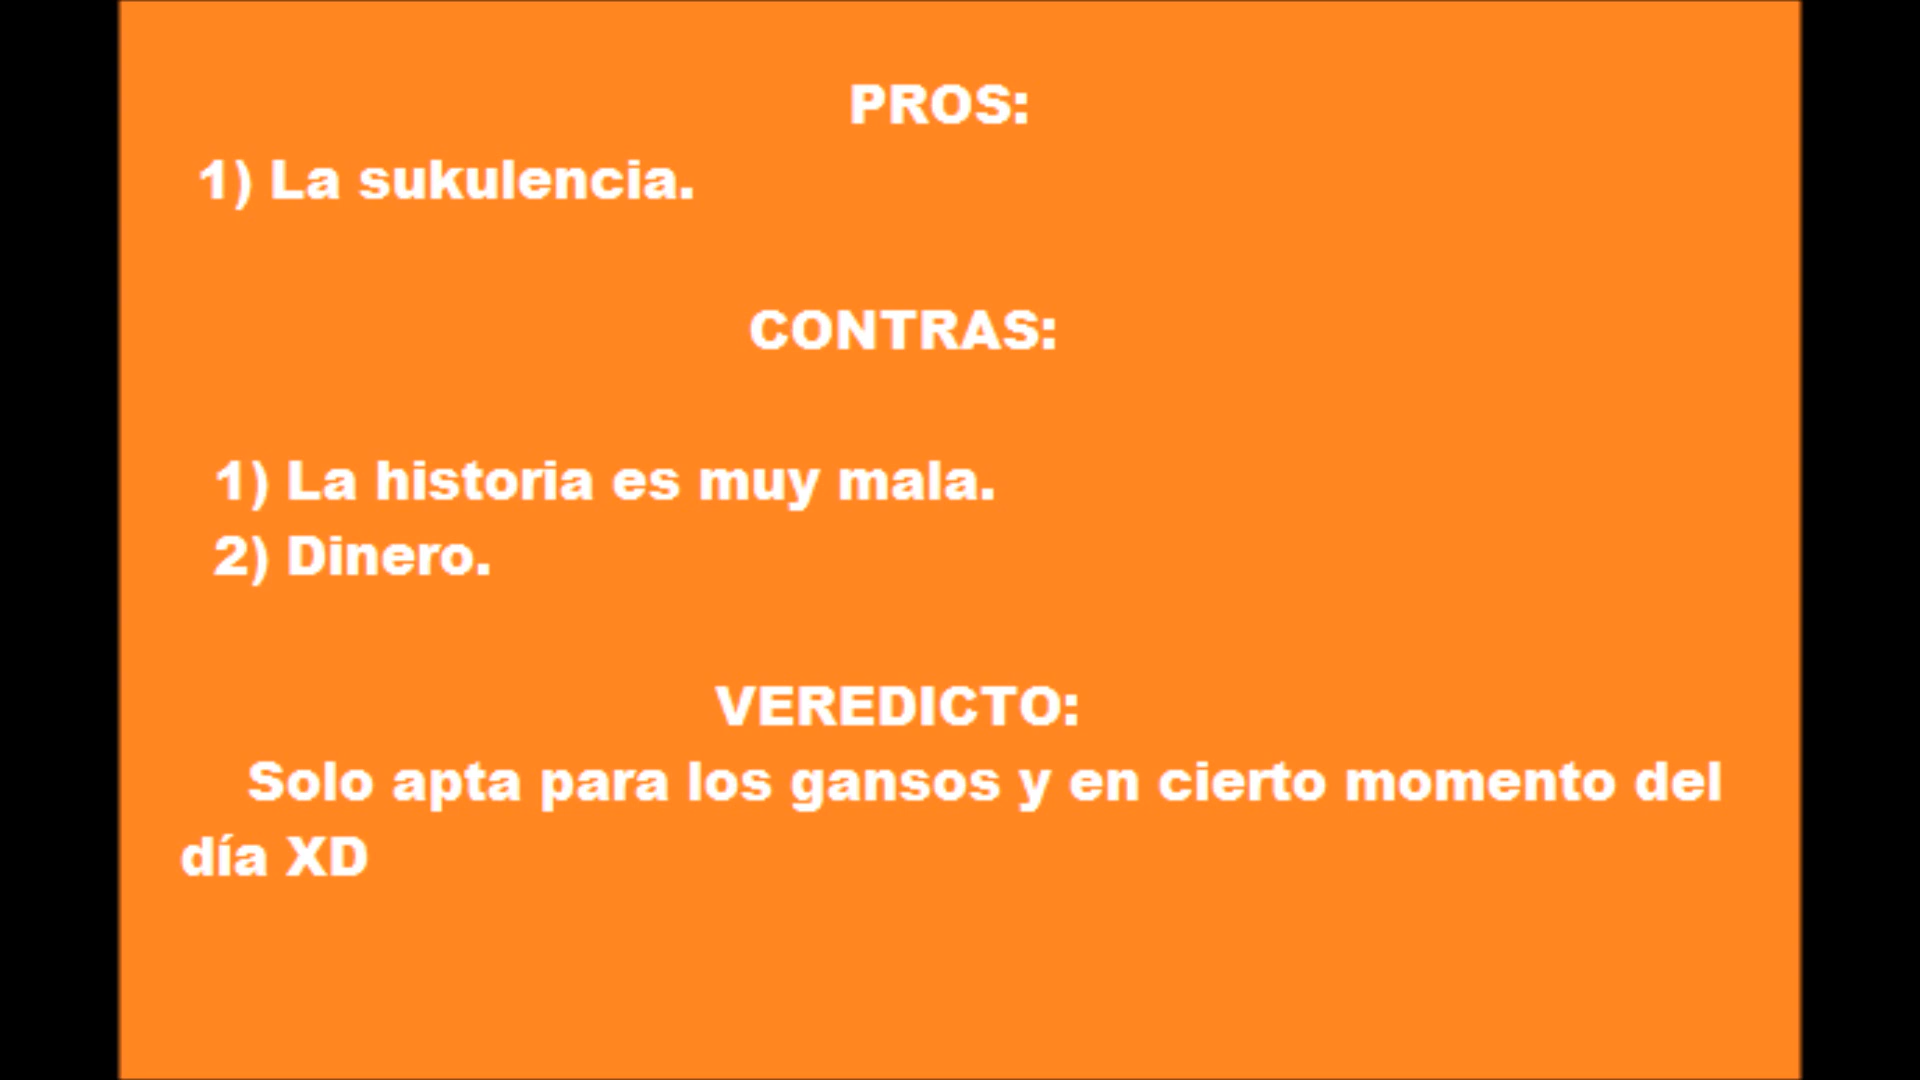 PROS:
1) La sukulencia.
CONTRAS:
1) La historia es muy mala.
2) Dinero.
VEREDICTO:
Solo apta para los gansos y en cierto momento del
día XD